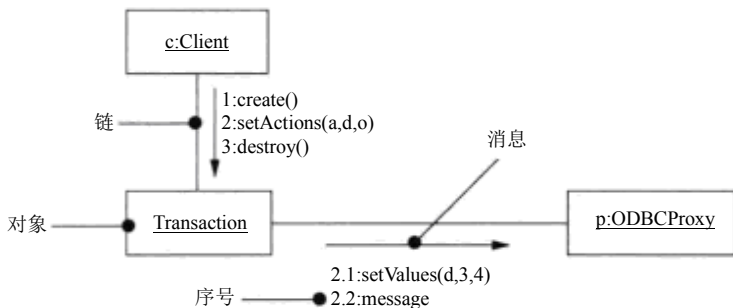 c:Client
1:create()
2:setActions(a,d,o)
3:destroy()
链
消息
对象
Transaction
p:ODBCProxy
2.1:setValues(d,3,4)
序号
2.2:message